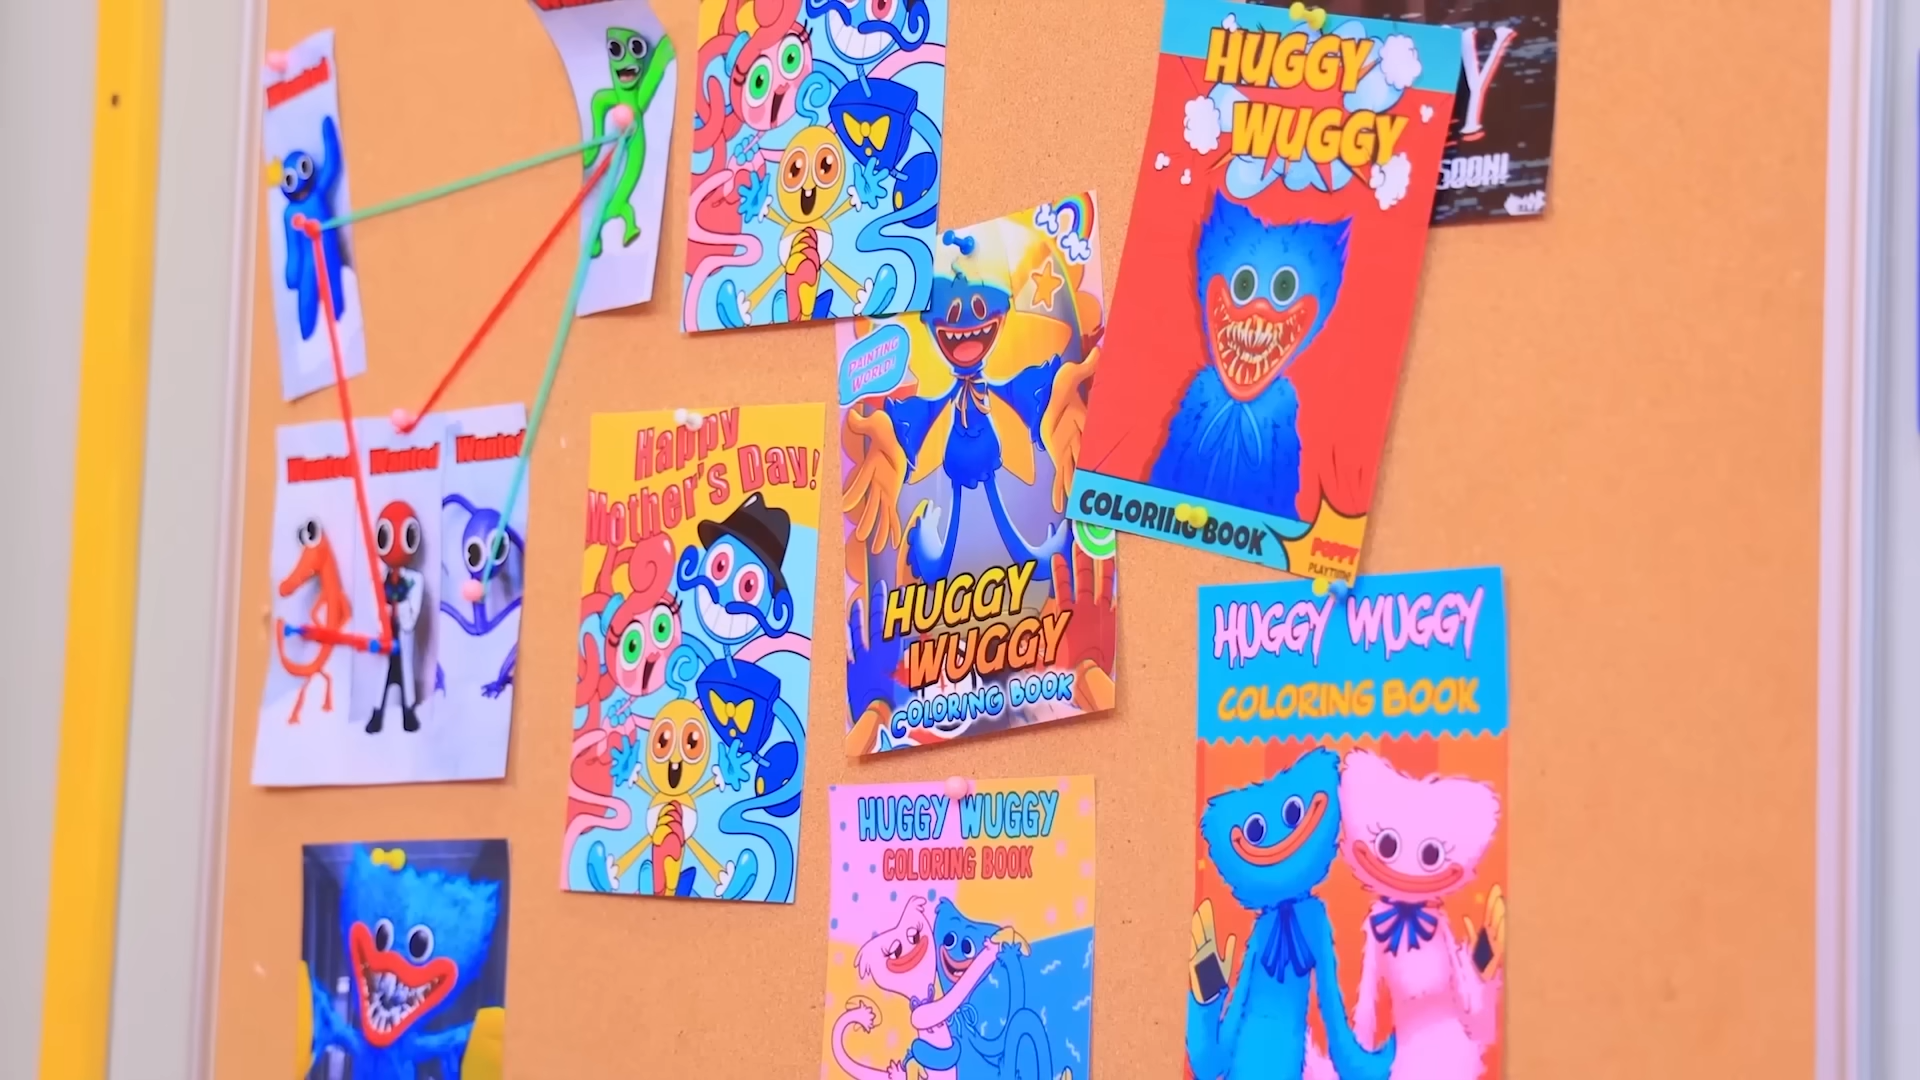 Wanted
HUGGY
WUGGY
Y
SOON!
PAINTING
WORLD!
Wanted Wanted Wanted
Happy
Mother's Day!
COLORING BOOK
POPPY
PLAYTIME
HUGGY
WUGGY
COLORING BOOK
HUGGY WUGGY
COLORING BOOK
HUGGY WUGGY
COLORING BOOK